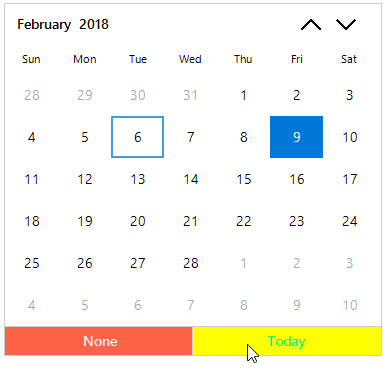 February 2018
Sun Mon Tue Wed Thu Fri Sat
28 29 30 31 1 2 3
4 5 6 7 8 9 10
11 12 13 14 15 16 17
18 19 20 21 22 23 24
25 26 27 28 1 2 3
4 5 6 7 8 9 10
None Today